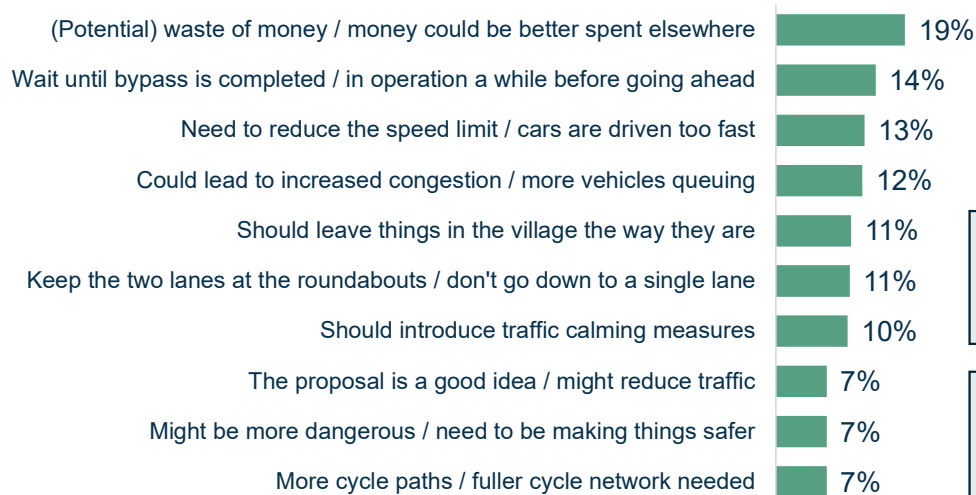 (Potential) waste of money / money could be better spent elsewhere 19%
Wait until bypass is completed / in operation a while before going ahead 14%
Need to reduce the speed limit / cars are driven too fast 13%
Could lead to increased congestion / more vehicles queuing 12%
Should leave things in the village the way they are 11%
Keep the two lanes at the roundabouts / don't go down to a single lane 11%
Should introduce traffic calming measures 10%
The proposal is a good idea / might reduce traffic 7%
Might be more dangerous / need to be making things safer 7%
More cycle paths / fuller cycle network needed 7%